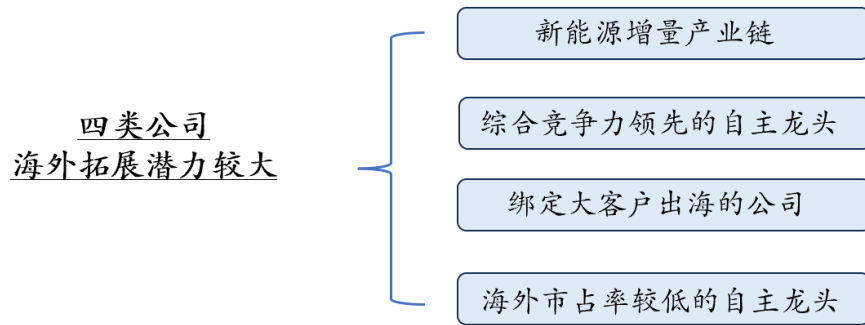 四类公司
海外拓展潜力较大
新能源增量产业链
综合竞争力领先的自主龙头
绑定大客户出海的公司
海外市占率较低的自主龙头